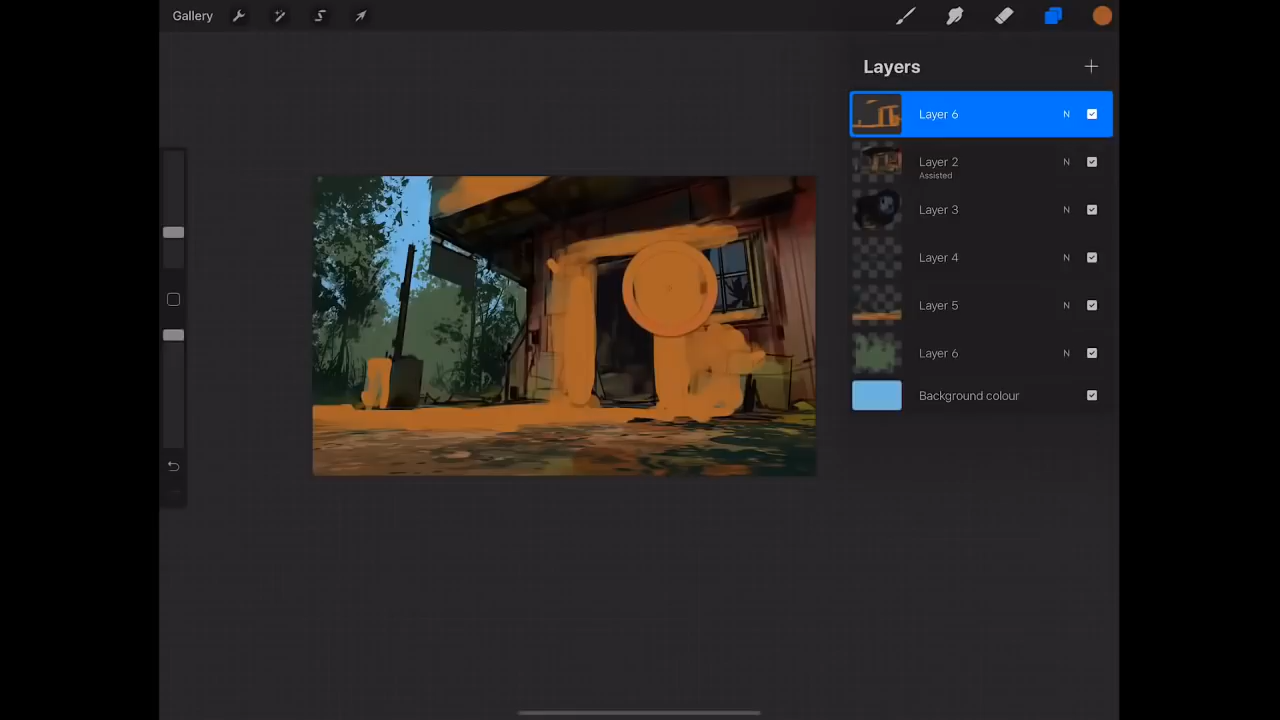 Gallery
Layers
Layer 6 N
Layer 2 N
Assisted
Layer 3 N
Layer 4 N
Layer 5 N
Layer 6 N
Background colour